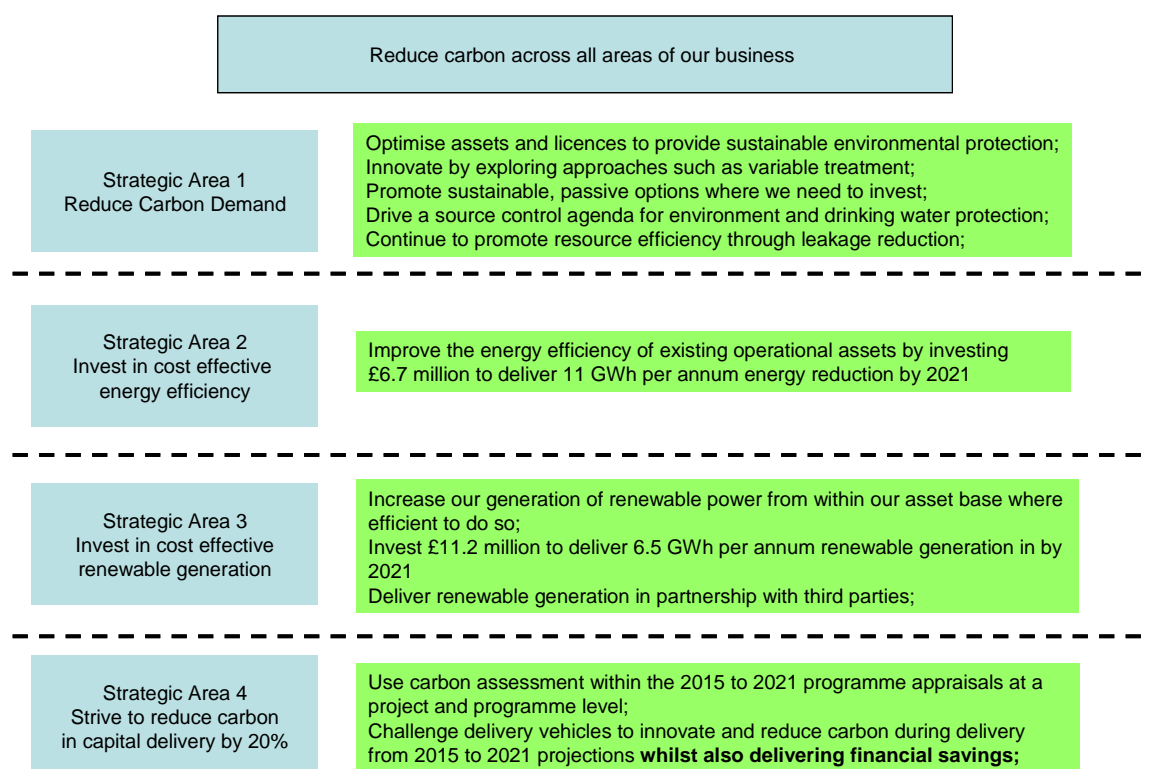 Reduce carbon across all areas of our business
Strategic Area 1
Reduce Carbon Demand
Optimise assets and licences to provide sustainable environmental protection;
Innovate by exploring approaches such as variable treatment;
Promote sustainable, passive options where we need to invest;
Drive a source control agenda for environment and drinking water protection;
Continue to promote resource efficiency through leakage reduction;
Strategic Area 2
Invest in cost effective
energy efficiency
Improve the energy efficiency of existing operational assets by investing
£6.7 million to deliver 11 GWh per annum energy reduction by 2021
Strategic Area 3
Invest in cost effective
renewable generation
Increase our generation of renewable power from within our asset base where
efficient to do so;
Invest £11.2 million to deliver 6.5 GWh per annum renewable generation in by
2021
Deliver renewable generation in partnership with third parties;
Strategic Area 4
Strive to reduce carbon
in capital delivery by 20%
Use carbon assessment within the 2015 to 2021 programme appraisals at a
project and programme level;
Challenge delivery vehicles to innovate and reduce carbon during delivery
from 2015 to 2021 projections whilst also delivering financial savings;